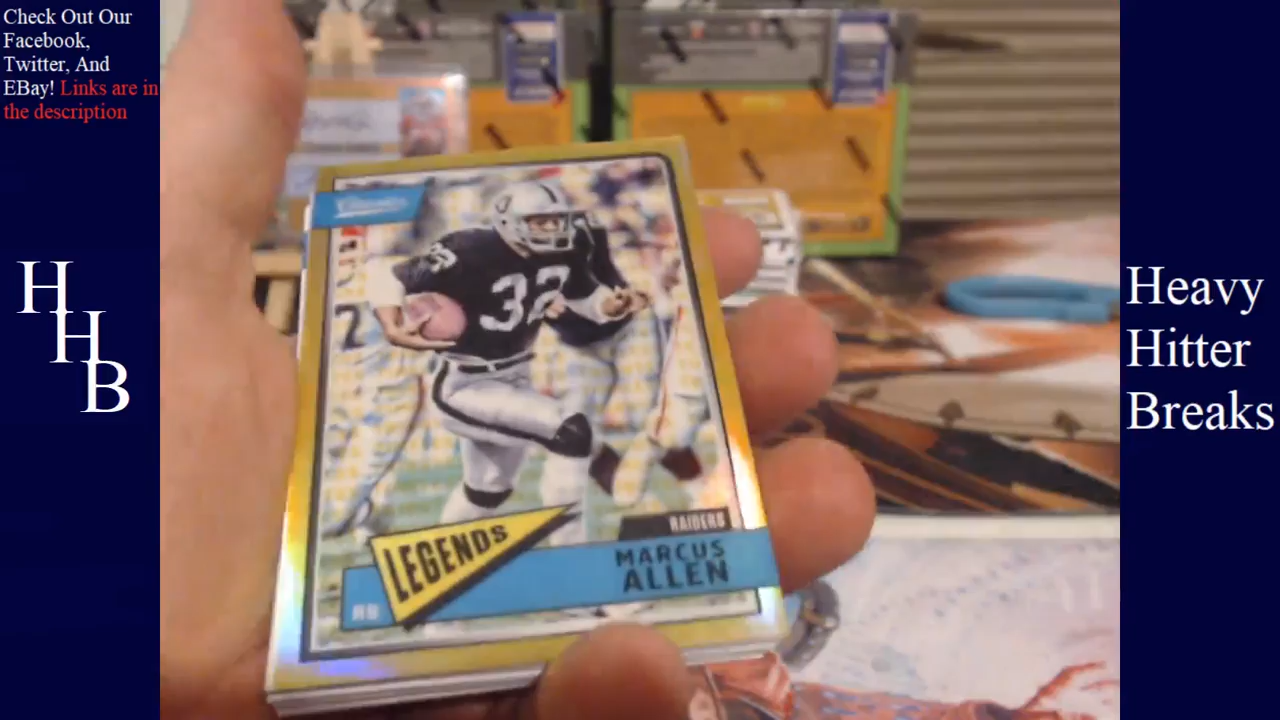 Check Out Our
Facebook,
Twitter, And
EBay! Links are in
the description
H
H
B
Heavy
Hitter
Breaks
Classics
32
2
RAIDERS
LEGENDS
MARCUS
ALLEN
RB